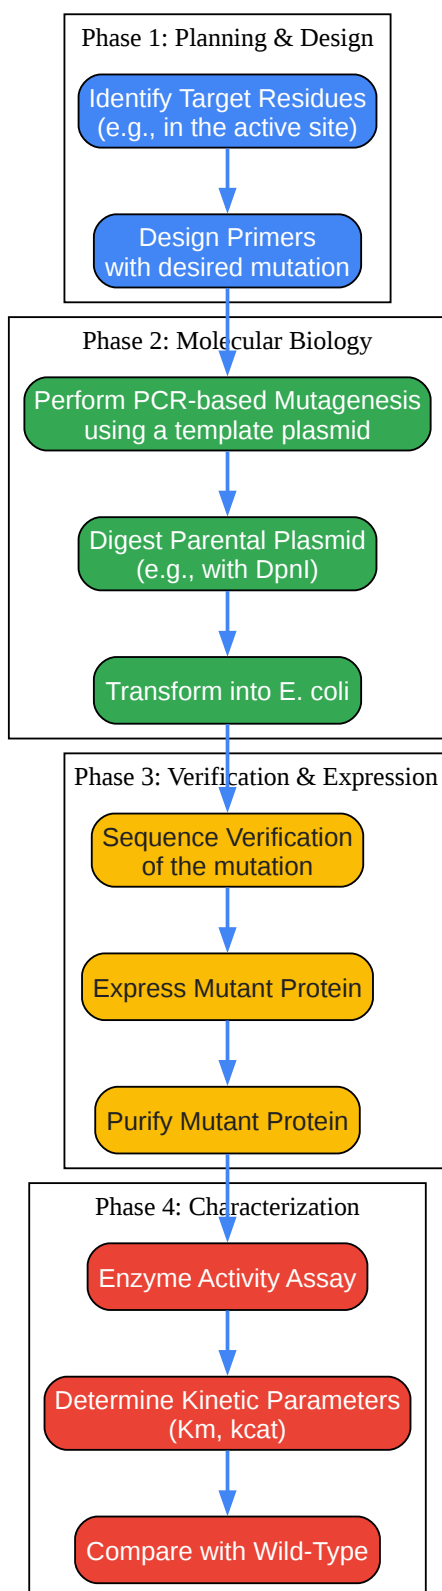 Phase 1: Planning & Design
Identify Target Residues
(e.g., in the active site)
Design Primers
with desired mutation
Phase 2: Molecular Biology
Perform PCR-based Mutagenesis
using a template plasmid
Digest Parental Plasmid
(e.g., with DpnI)
Transform into E. coli
Phase 3: Verification & Expression
Sequence Verification
of the mutation
Express Mutant Protein
Purify Mutant Protein
Phase 4: Characterization
Enzyme Activity Assay
Determine Kinetic Parameters
(Km, kcat)
Compare with Wild-Type